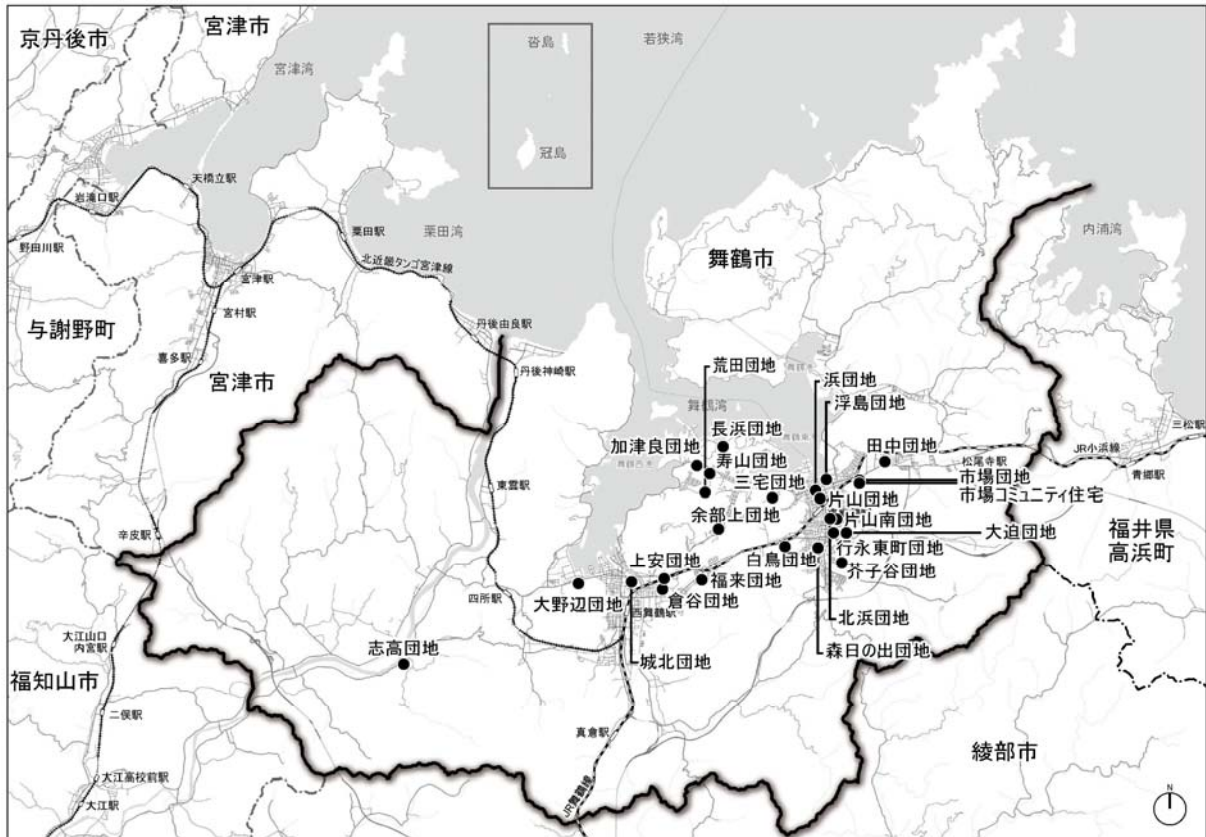 京丹後市
宮津市
宮津湾
沓島
若狭湾
冠島
天橋立駅
岩滝口駅
野田川駅
栗田駅
栗田湾
北近畿タンゴ宮津線
宮津駅
宮村駅
与謝野町
喜多駅
宮津市
丹後由良駅
丹後神崎駅
舞鶴市
内浦湾
荒田団地
浜団地
浮島団地
舞鶴湾
長浜団地
加津良団地
寿山団地
三宅団地
田中団地
松尾寺駅
JR小浜線
三松駅
青郷駅
市場団地
市場コミュニティ住宅
片山団地
余部上団地
片山南団地
大迫団地
福井県
高浜町
東雲駅
辛皮駅
上安団地
白鳥団地
行永東町団地
芥子谷団地
福来団地
大野辺団地
倉谷団地
西舞鶴駅
四所駅
北浜団地
城北団地
森日の出団地
志高団地
大江山口
内宮駅
福知山市
二俣駅
真倉駅
JR舞鶴線
綾部市
大江高校前駅
大江駅
N